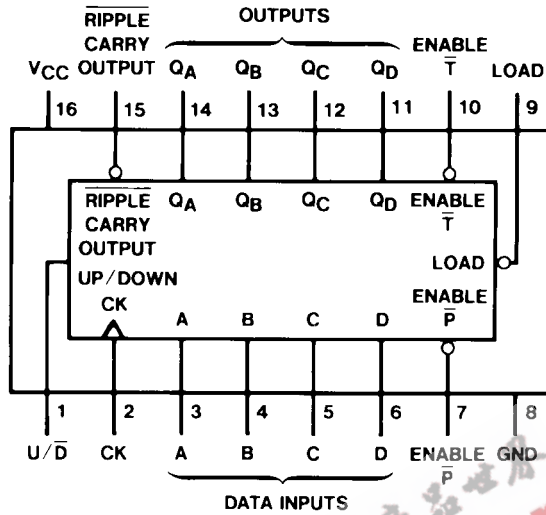 OUTPUTS
RIPPLE
CARRY
OUTPUT
VCC
QA QB QC QD
ENABLE
T
LOAD
16 15 14 13 12 11 10 9
RIPPLE
CARRY
OUTPUT
QA QB QC QD
ENABLE
T
LOAD
UP/DOWN
CK
ENABLE
P
A B C D
1 2 3 4 5 6 7 8
U/D CK A B C D ENABLE
P
GND
DATA INPUTS